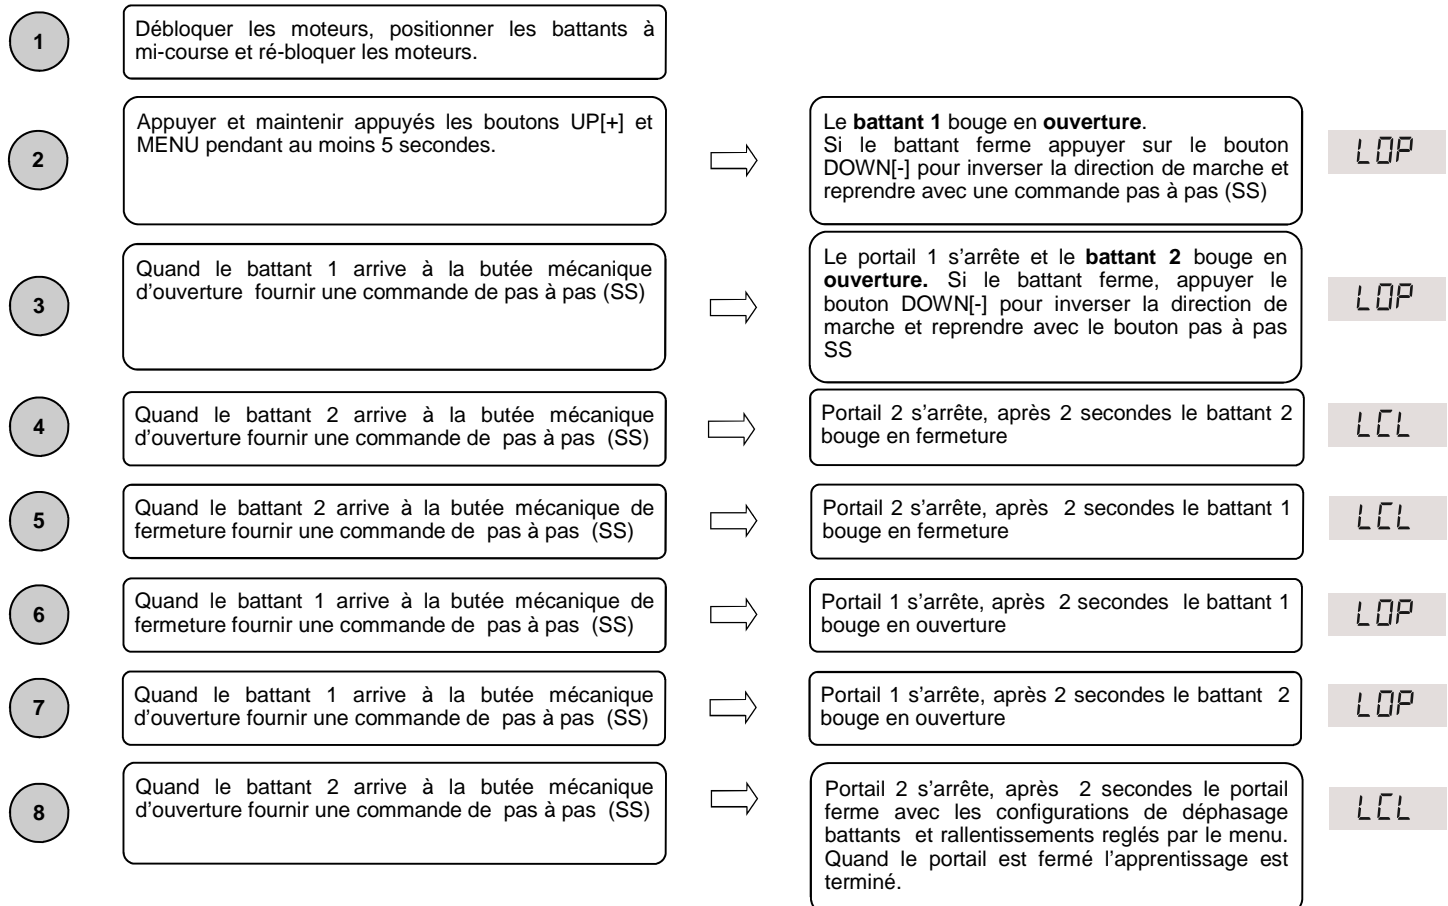 1
Débloquer les moteurs, positionner les battants à
mi-course et ré-bloquer les moteurs.
2
Appuyer et maintenir appuyés les boutons UP[+] et
MENU pendant au moins 5 secondes.
Le battant 1 bouge en ouverture.
Si le battant ferme appuyer sur le bouton
DOWN[-] pour inverser la direction de marche et
reprendre avec une commande pas à pas (SS)
LOP
3
Quand le battant 1 arrive à la butée mécanique
d'ouverture fournir une commande de pas à pas (SS)
Le portail 1 s'arrête et le battant 2 bouge en
ouverture. Si le battant ferme, appuyer le
bouton DOWN[-] pour inverser la direction de
marche et reprendre avec le bouton pas à pas
SS
LOP
4
Quand le battant 2 arrive à la butée mécanique
d'ouverture fournir une commande de pas à pas (SS)
Portail 2 s'arrête, après 2 secondes le battant 2
bouge en fermeture
LCL
5
Quand le battant 2 arrive à la butée mécanique de
fermeture fournir une commande de pas à pas (SS)
Portail 2 s'arrête, après 2 secondes le battant 1
bouge en fermeture
LCL
6
Quand le battant 1 arrive à la butée mécanique de
fermeture fournir une commande de pas à pas (SS)
Portail 1 s'arrête, après 2 secondes le battant 1
bouge en ouverture
LOP
7
Quand le battant 1 arrive à la butée mécanique
d'ouverture fournir une commande de pas à pas (SS)
Portail 1 s'arrête, après 2 secondes le battant 2
bouge en ouverture
LOP
8
Quand le battant 2 arrive à la butée mécanique
d'ouverture fournir une commande de pas à pas (SS)
Portail 2 s'arrête, après 2 secondes le portail
ferme avec les configurations de déphasage
battants et rallentissements reglés par le menu.
Quand le portail est fermé l'apprentissage est
terminé.
LCL